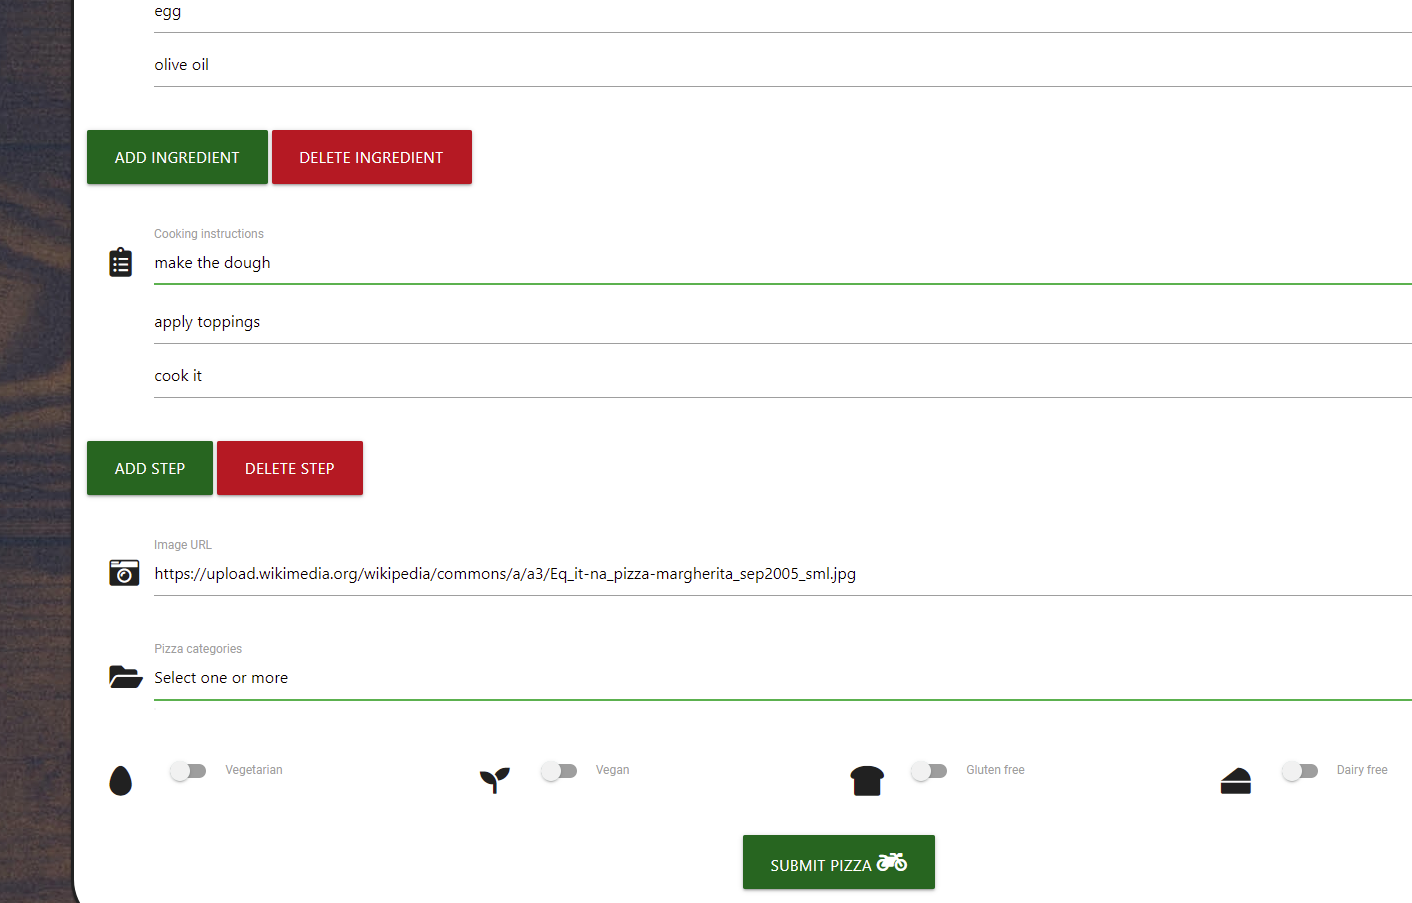 egg
olive oil
ADD INGREDIENT DELETE INGREDIENT
Cooking instructions
make the dough
apply toppings
cook it
ADD STEP DELETE STEP
Image URL
https://upload.wikimedia.org/wikipedia/commons/a/a3/Eq_it-na_pizza-margherita_sep2005_sml.jpg
Pizza categories
Select one or more
Vegetarian Vegan Gluten free Dairy free
SUBMIT PIZZA